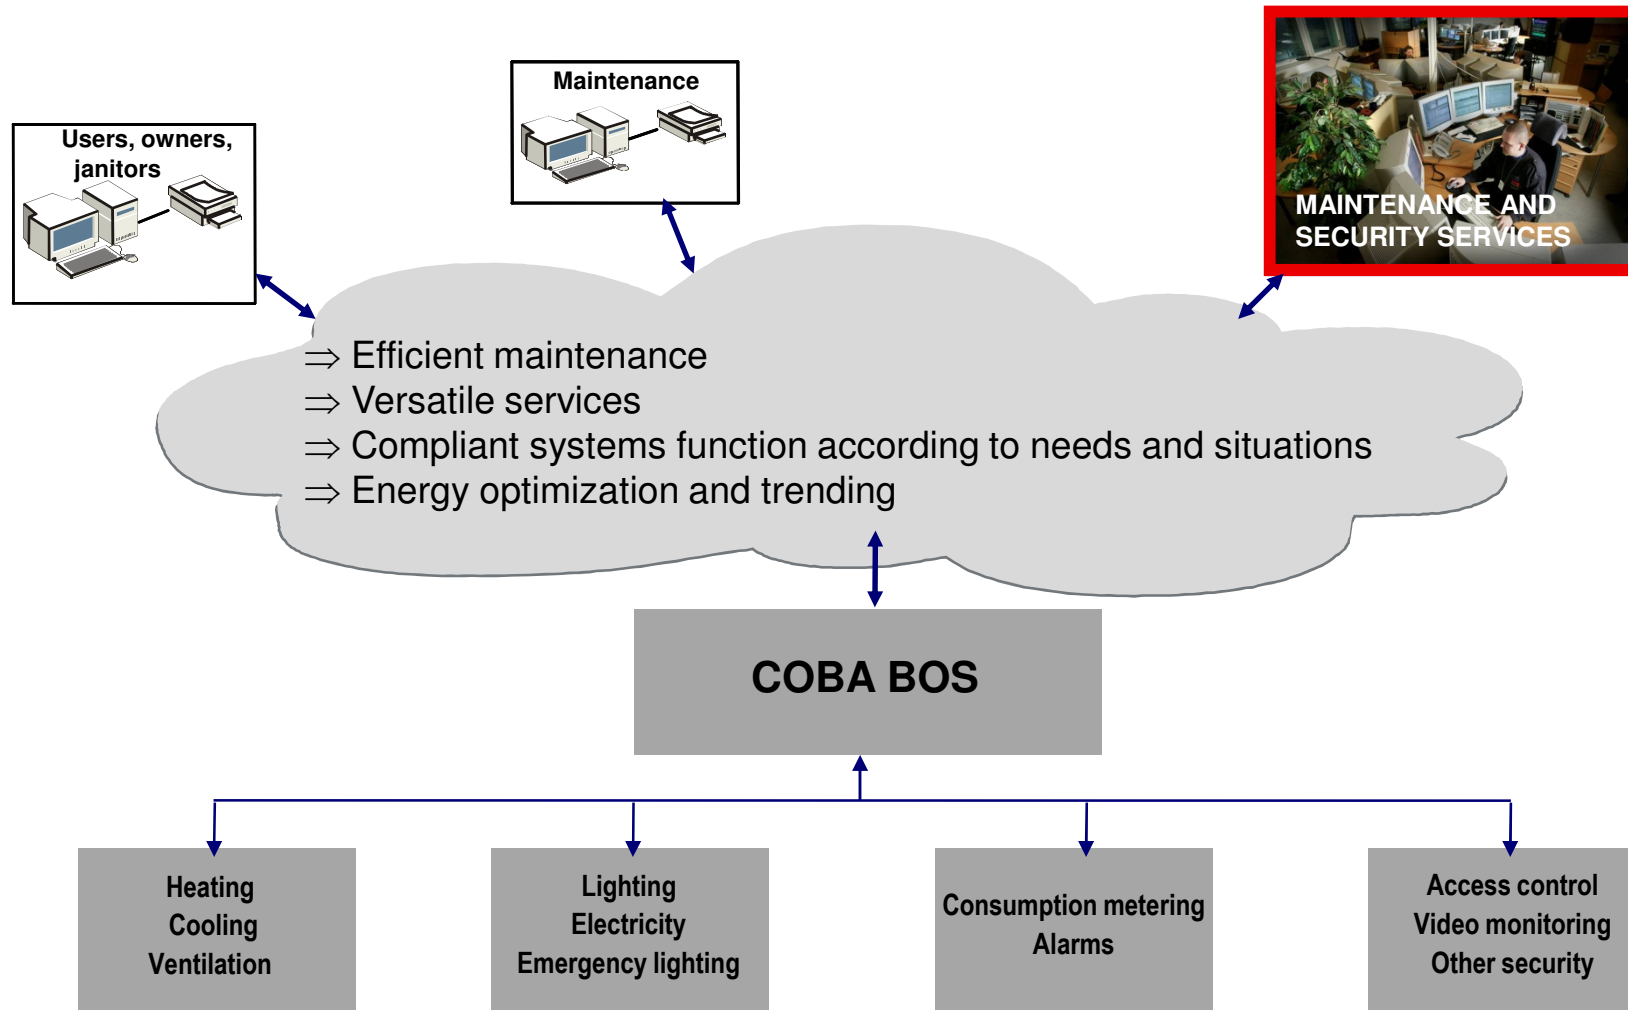 Maintenance
Users, owners,
janitors
MAINTENANCE AND
SECURITY SERVICES
⇒ Efficient maintenance
⇒ Versatile services
⇒ Compliant systems function according to needs and situations
⇒ Energy optimization and trending
COBA BOS
Heating
Cooling
Ventilation
Lighting
Electricity
Emergency lighting
Consumption metering
Alarms
Access control
Video monitoring
Other security